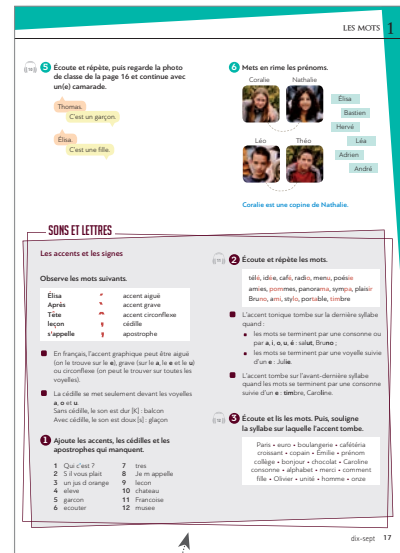 LES MOTS 1
5 Écoute et répète, puis regarde la photo
de classe de la page 16 et continue avec
un(e) camarade.
Thomas.
C'est un garçon.
Élisa.
C'est une fille.
6 Mets en rime les prénoms.
Coralie Nathalie
Léo Théo
Élisa
Bastien
Hervé
Léa
Adrien
André
Coralie est une copine de Nathalie.
SONS ET LETTRES
Les accents et les signes
Observe les mots suivants.
Élisa ´ accent aiguë
Après ` accent grave
Tête ^ accent circonflexe
leçon ¸ cédille
s'appelle ' apostrophe
En français, l'accent graphique peut être aiguë
(on le trouve sur le e), grave (sur le a, le e et le u)
ou circonflexe (on peut le trouver sur toutes les
voyelles).
La cédille se met seulement devant les voyelles
a, o et u.
Sans cédille, le son est dur [K] : balcon
Avec cédille, le son est doux [s] : glaçon
1 Ajoute les accents, les cédilles et les
apostrophes qui manquent.
1 Qui c'est ?
2 S il vous plait
3 un jus d orange
4 eleve
5 garcon
6 ecouter
7 tres
8 Je m appelle
9 lecon
10 chateau
11 Francoise
12 musee
2 Écoute et répète les mots.
télé, idée, café, radio, menu, poésie
amies, pommes, panorama, sympa, plaisir
Bruno, ami, stylo, portable, timbre
L'accent tonique tombe sur la dernière syllabe
quand :
les mots se terminent par une consonne ou
par a, i, o, u, é : salut, Bruno ;
les mots se terminent par une voyelle suivie
d'un e : Julie.
L'accent tombe sur l'avant-dernière syllabe
quand les mots se terminent par une consonne
suivie d'un e : timbre, Caroline.
3 Écoute et lis les mots. Puis, souligne
la syllabe sur laquelle l'accent tombe.
Paris • euro • boulangerie • cafétéria
croissant • copain • Émilie • prénom
collège • bonjour • chocolat • Caroline
consonne • alphabet • merci • comment
fille • Olivier • unité • homme • onze
dix-sept 17